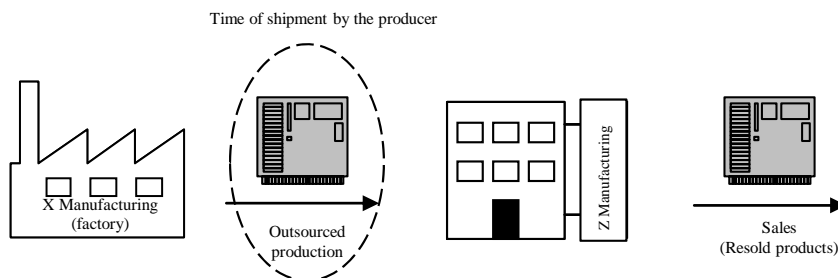 Time of shipment by the producer
X Manufacturing
(factory)
Outsourced
production
Z Manufacturing
Sales
(Resold products)